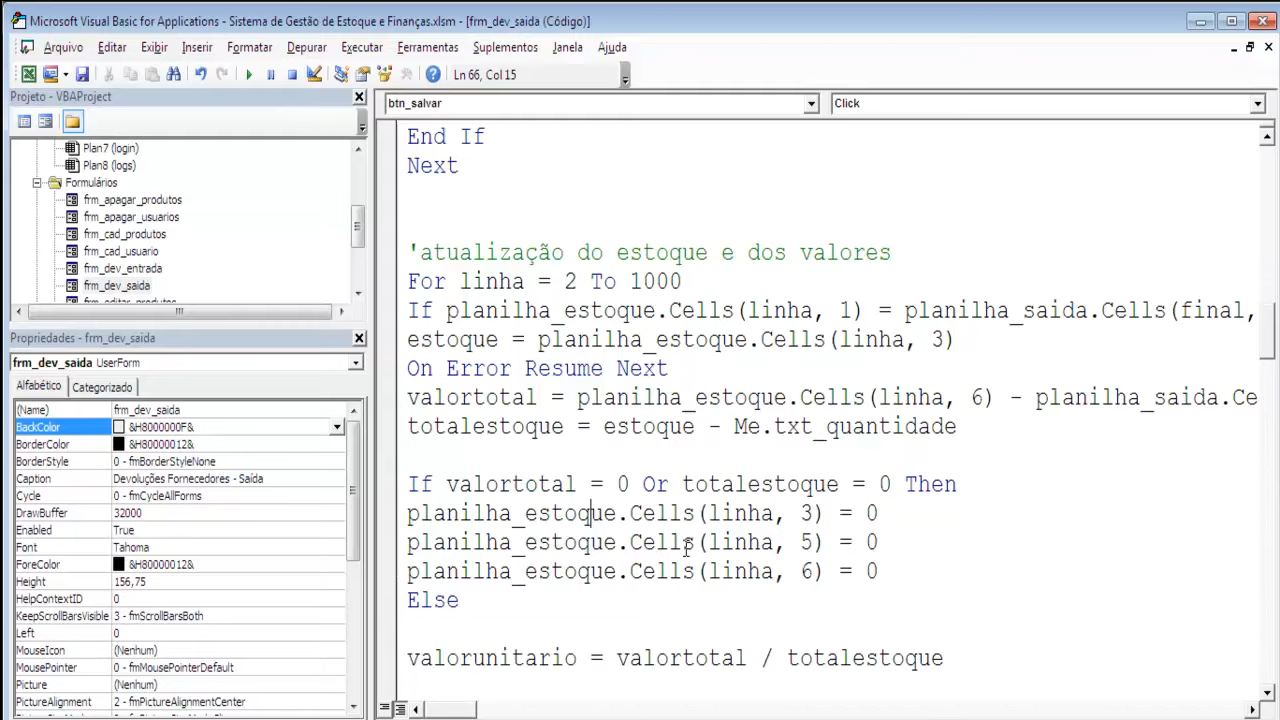 Microsoft Visual Basic for Applications - Sistema de Gestão de Estoque e Finanças.xlsm - [frm_dev_saida (Código)]
Arquivo Editar Exibir Inserir Formatar Depurar Executar Ferramentas Suplementos Janela Ajuda
Ln 66, Col 15
Projeto - VBAProject
Plan7 (login)
Plan8 (logs)
Formulários
frm_apagar_produtos
frm_apagar_usuarios
frm_cad_produtos
frm_cad_usuario
frm_dev_entrada
frm_dev_saida
frm_editar_produtos
Propriedades - frm_dev_saida
frm_dev_saida UserForm
Alfabético Categorizado
(Name) frm_dev_saida
BackColor &H8000000F&
BorderColor &H80000012&
BorderStyle 0 - fmBorderStyleNone
Caption Devoluções Fornecedores - Saída
Cycle 0 - fmCycleAllForms
DrawBuffer 32000
Enabled True
Font Tahoma
ForeColor &H80000012&
Height 156,75
HelpContextID 0
KeepScrollBarsVisible 3 - fmScrollBarsBoth
Left 0
MouseIcon (Nenhum)
MousePointer 0 - fmMousePointerDefault
Picture (Nenhum)
PictureAlignment 2 - fmPictureAlignmentCenter
btn_salvar Click
End If
Next
'atualização do estoque e dos valores
For linha = 2 To 1000
If planilha_estoque.Cells(linha, 1) = planilha_saida.Cells(final,
estoque = planilha_estoque.Cells(linha, 3)
On Error Resume Next
valortotal = planilha_estoque.Cells(linha, 6) - planilha_saida.Ce
totalestoque = estoque - Me.txt_quantidade
If valortotal = 0 Or totalestoque = 0 Then
planilha_estoque.Cells(linha, 3) = 0
planilha_estoque.Cells(linha, 5) = 0
planilha_estoque.Cells(linha, 6) = 0
Else
valorunitario = valortotal / totalestoque